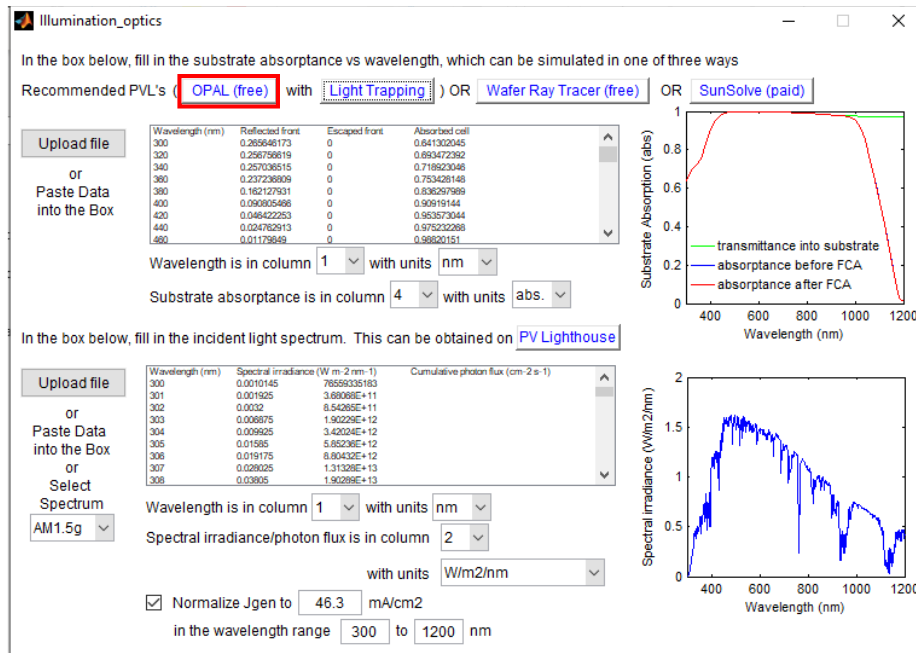 Illumination_optics
In the box below, fill in the substrate absorptance vs wavelength, which can be simulated in one of three ways
Recommended PVL's ( OPAL (free) with Light Trapping ) OR Wafer Ray Tracer (free) OR SunSolve (paid)
Upload file
or
Paste Data
into the Box
Wavelength (nm) Reflected front Escaped front Absorbed cell
300 0.265646173 0 0.641302045
320 0.256756619 0 0.693472392
340 0.257036515 0 0.718923046
360 0.237236809 0 0.753428148
380 0.162127931 0 0.836297989
400 0.090805466 0 0.90919144
420 0.046422253 0 0.953573044
440 0.024762913 0 0.975232268
460 0.01179849 0 0.98820151
Wavelength is in column 1 with units nm
Substrate absorptance is in column 4 with units abs.
Substrate Absorption (abs)
1
0.8
0.6
0.4
0.2
0
transmittance into substrate
absorptance before FCA
absorptance after FCA
400 600 800 1000 1200
Wavelength (nm)
In the box below, fill in the incident light spectrum. This can be obtained on PV Lighthouse
Upload file
or
Paste Data
into the Box
or
Select
Spectrum
AM1.5g
Wavelength (nm) Spectral irradiance (W m-2 nm-1) Cumulative photon flux (cm-2 s-1)
300 0.0010145 76559335183
301 0.001925 3.68068E+11
302 0.0032 8.54265E+11
303 0.006875 1.90229E+12
304 0.009925 3.42024E+12
305 0.01585 5.85236E+12
306 0.019175 8.80432E+12
307 0.028025 1.31328E+13
308 0.03805 1.90289E+13
Wavelength is in column 1 with units nm
Spectral irradiance/photon flux is in column 2
with units W/m2/nm
Normalize Jgen to 46.3 mA/cm2
in the wavelength range 300 to 1200 nm
Spectral irradiance (W/m2/nm)
2
1.5
1
0.5
0
400 600 800 1000 1200
Wavelength (nm)